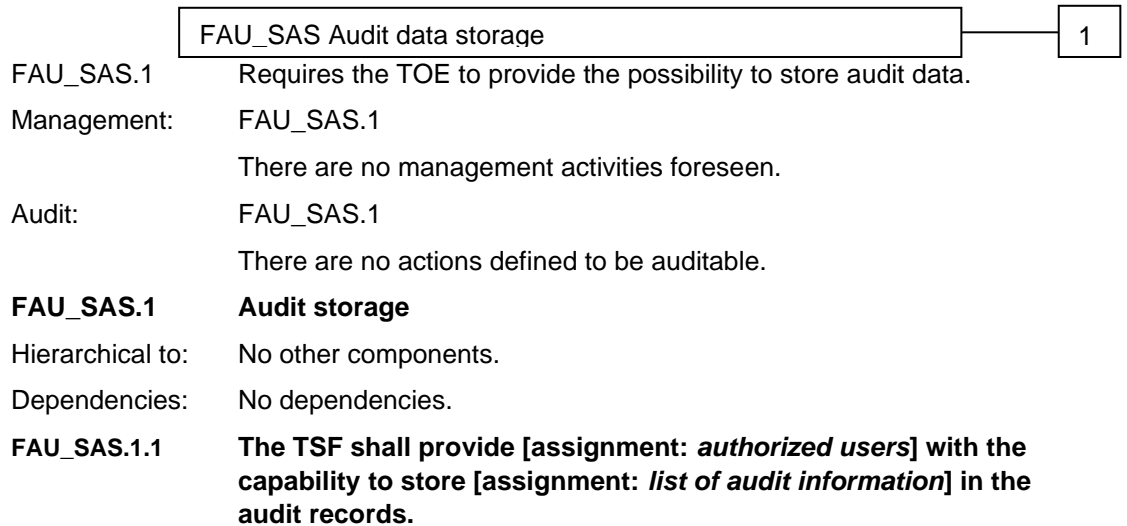 FAU_SAS Audit data storage 1
FAU_SAS.1 Requires the TOE to provide the possibility to store audit data.
Management: FAU_SAS.1
There are no management activities foreseen.
Audit: FAU_SAS.1
There are no actions defined to be auditable.
FAU_SAS.1 Audit storage
Hierarchical to: No other components.
Dependencies: No dependencies.
FAU_SAS.1.1 The TSF shall provide [assignment: authorized users] with the
capability to store [assignment: list of audit information] in the
audit records.